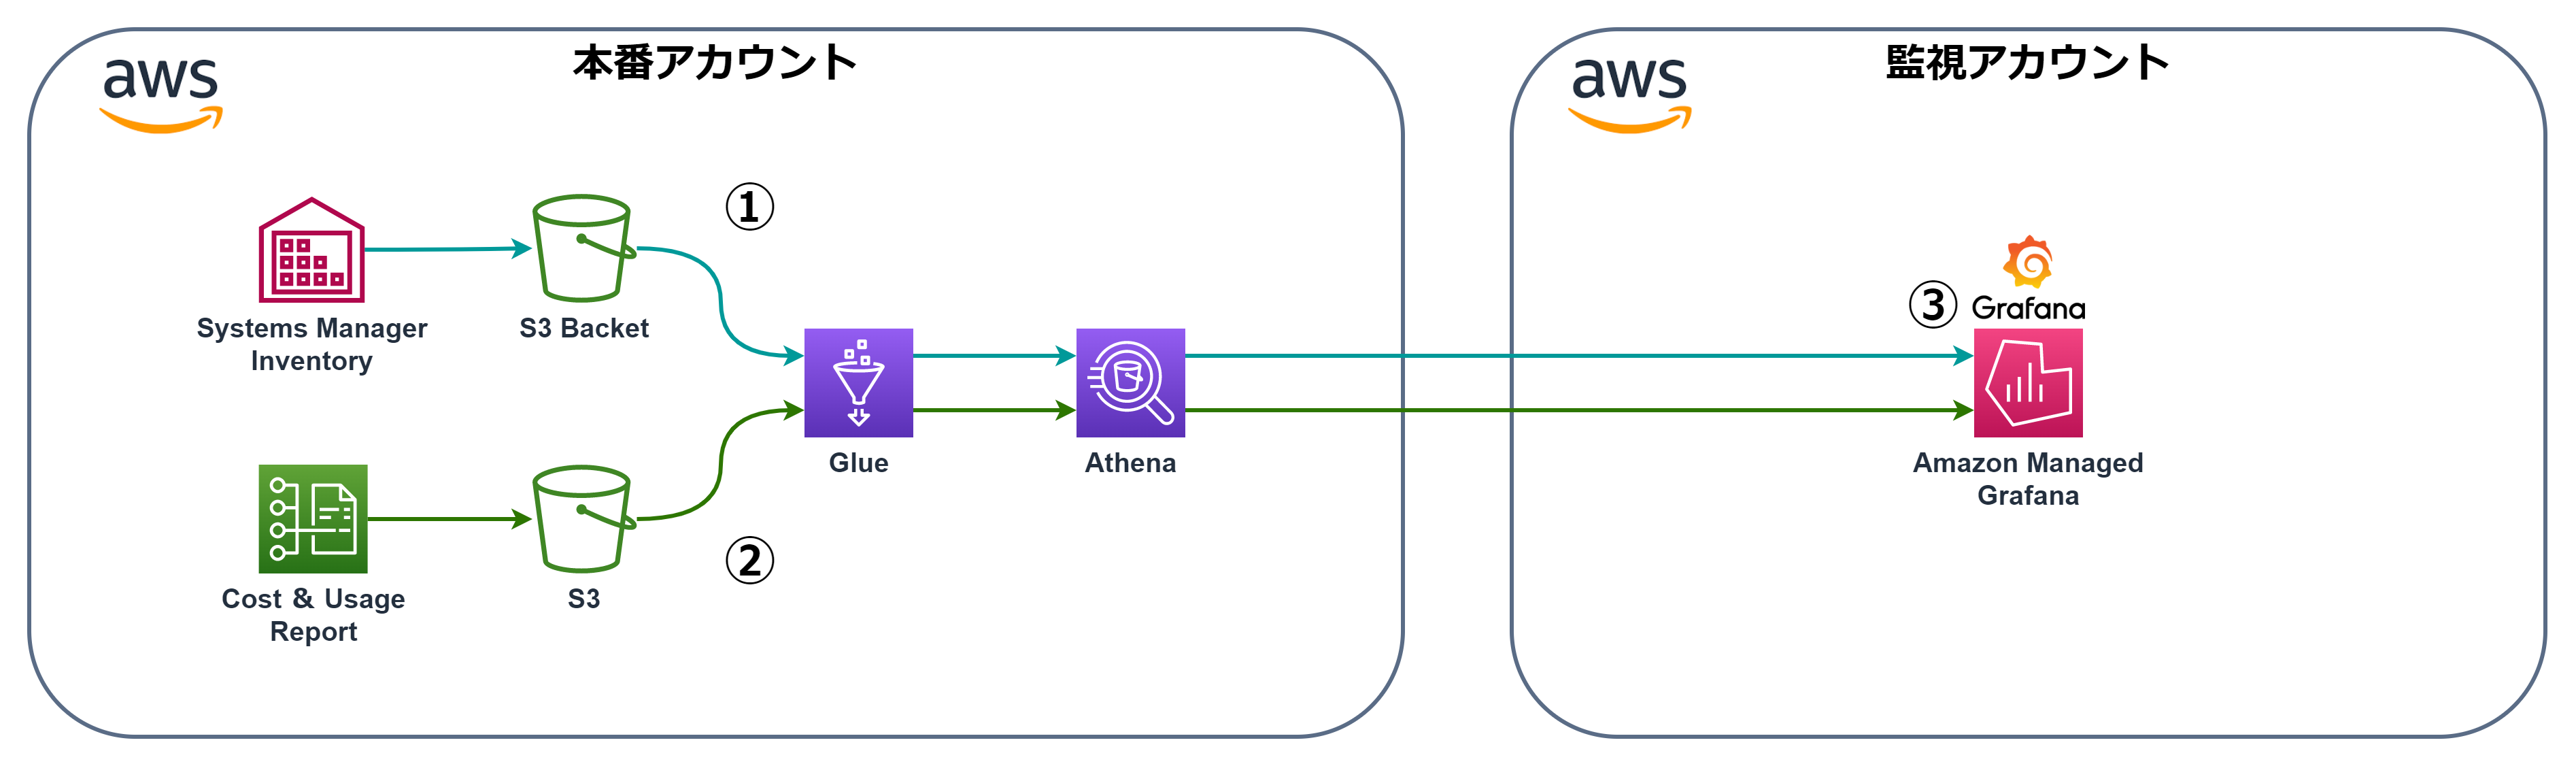 本番アカウント
aws
①
Systems Manager
Inventory
S3 Backet
Glue
Athena
②
Cost & Usage
Report
S3
監視アカウント
aws
③
Grafana
Amazon Managed
Grafana